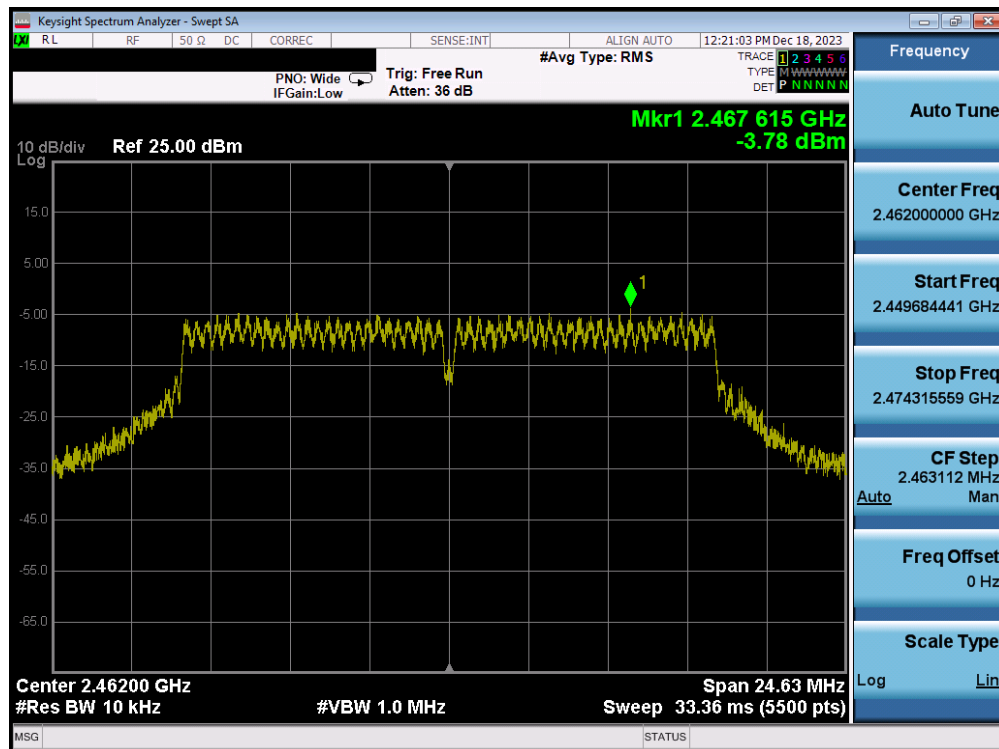 Keysight Spectrum Analyzer - Swept SA
LXI RL RF 50 Ω DC CORREC SENSE:INT ALIGN AUTO 12:21:03 PM Dec 18, 2023
#Avg Type: RMS TRACE 1 2 3 4 5 6
PNO: Wide Trig: Free Run TYPE M WWWWW
IFGain:Low Atten: 36 dB DET P N N N N N
Mkr1 2.467 615 GHz
-3.78 dBm
10 dB/div Ref 25.00 dBm
Log
15.0
5.00
1
-5.00
-15.0
-25.0
-35.0
-45.0
-55.0
-65.0
Center 2.46200 GHz Span 24.63 MHz
#Res BW 10 kHz #VBW 1.0 MHz Sweep 33.36 ms (5500 pts)
MSG STATUS
Frequency
Auto Tune
Center Freq
2.462000000 GHz
Start Freq
2.449684441 GHz
Stop Freq
2.474315559 GHz
CF Step
2.463112 MHz
Auto Man
Freq Offset
0 Hz
Scale Type
Log Lin